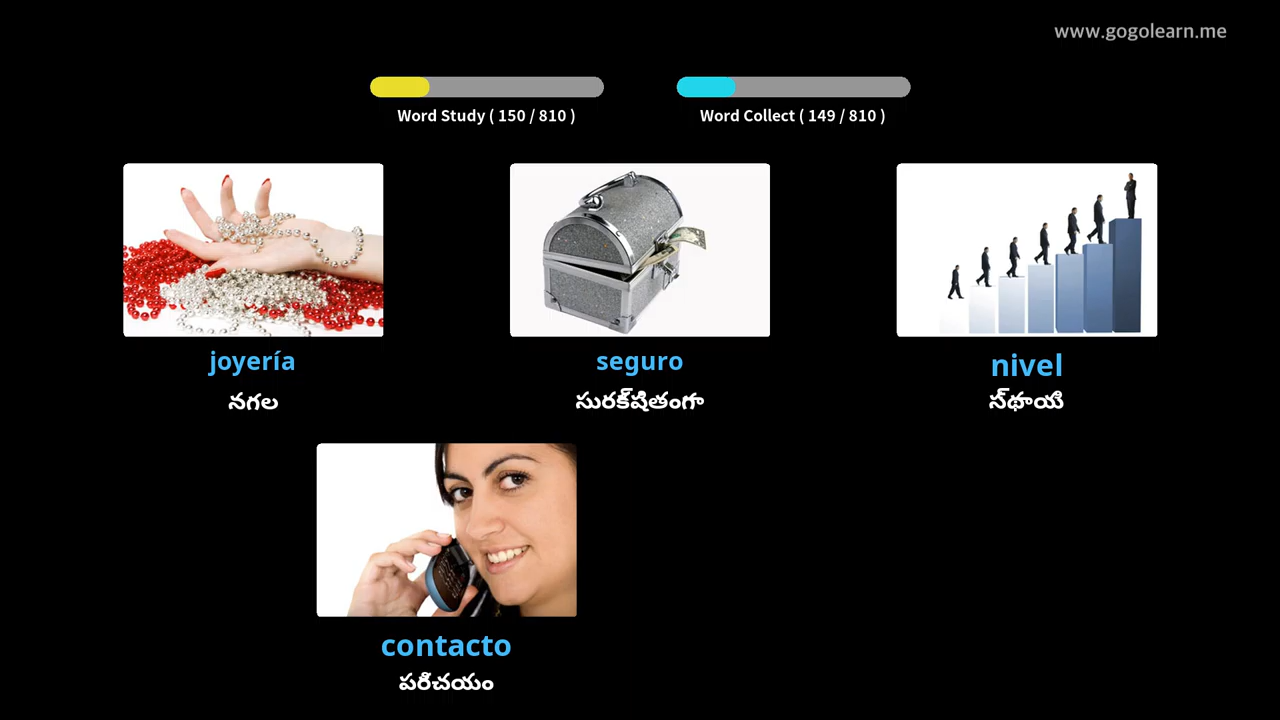 www.gogolearn.me
Word Study ( 150 / 810 )
Word Collect ( 149 / 810 )
joyería
seguro
nivel
నగల
సురక్షితంగా
స్థాయి
contacto
పరిచయం